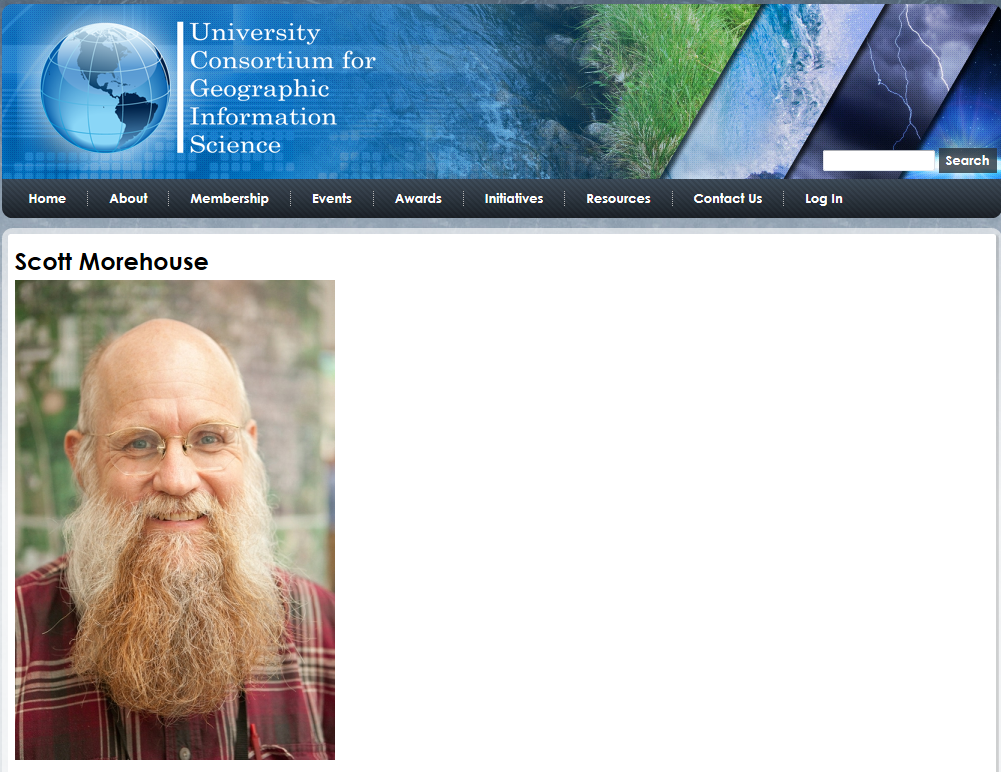 University
Consortium for
Geographic
Information
Science
Search
Home
About
Membership
Events
Awards
Initiatives
Resources
Contact Us
Log In
Scott Morehouse